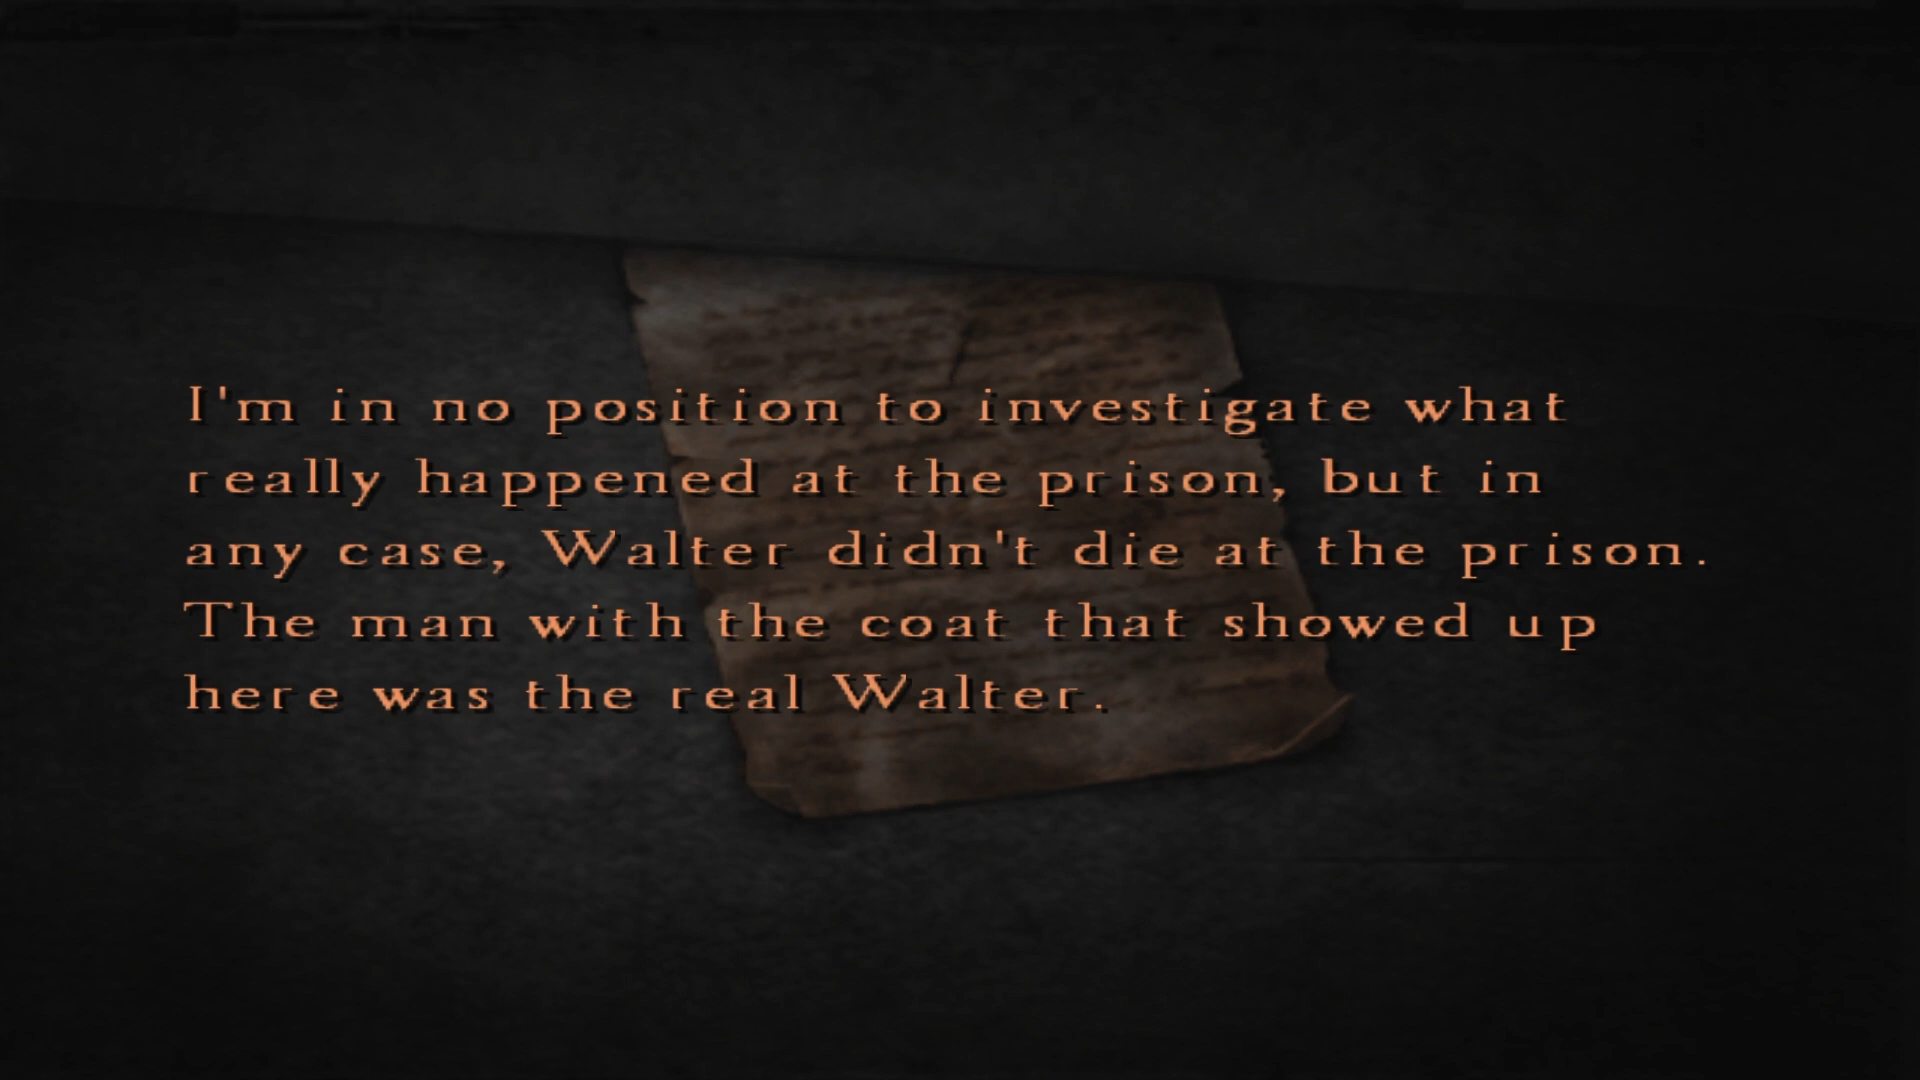 I'm in no position to investigate what
really happened at the prison, but in
any case, Walter didn't die at the prison.
The man with the coat that showed up
here was the real Walter.